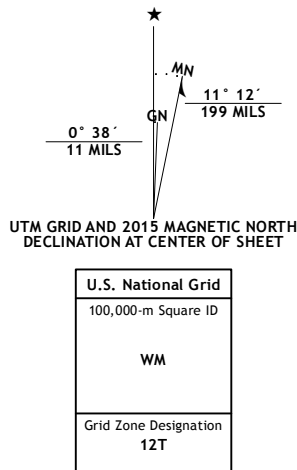 ★
MN
GN
11° 12´
199 MILS
0° 38´
11 MILS
UTM GRID AND 2015 MAGNETIC NORTH
DECLINATION AT CENTER OF SHEET
U.S. National Grid
100,000-m Square ID
WM
Grid Zone Designation
12T